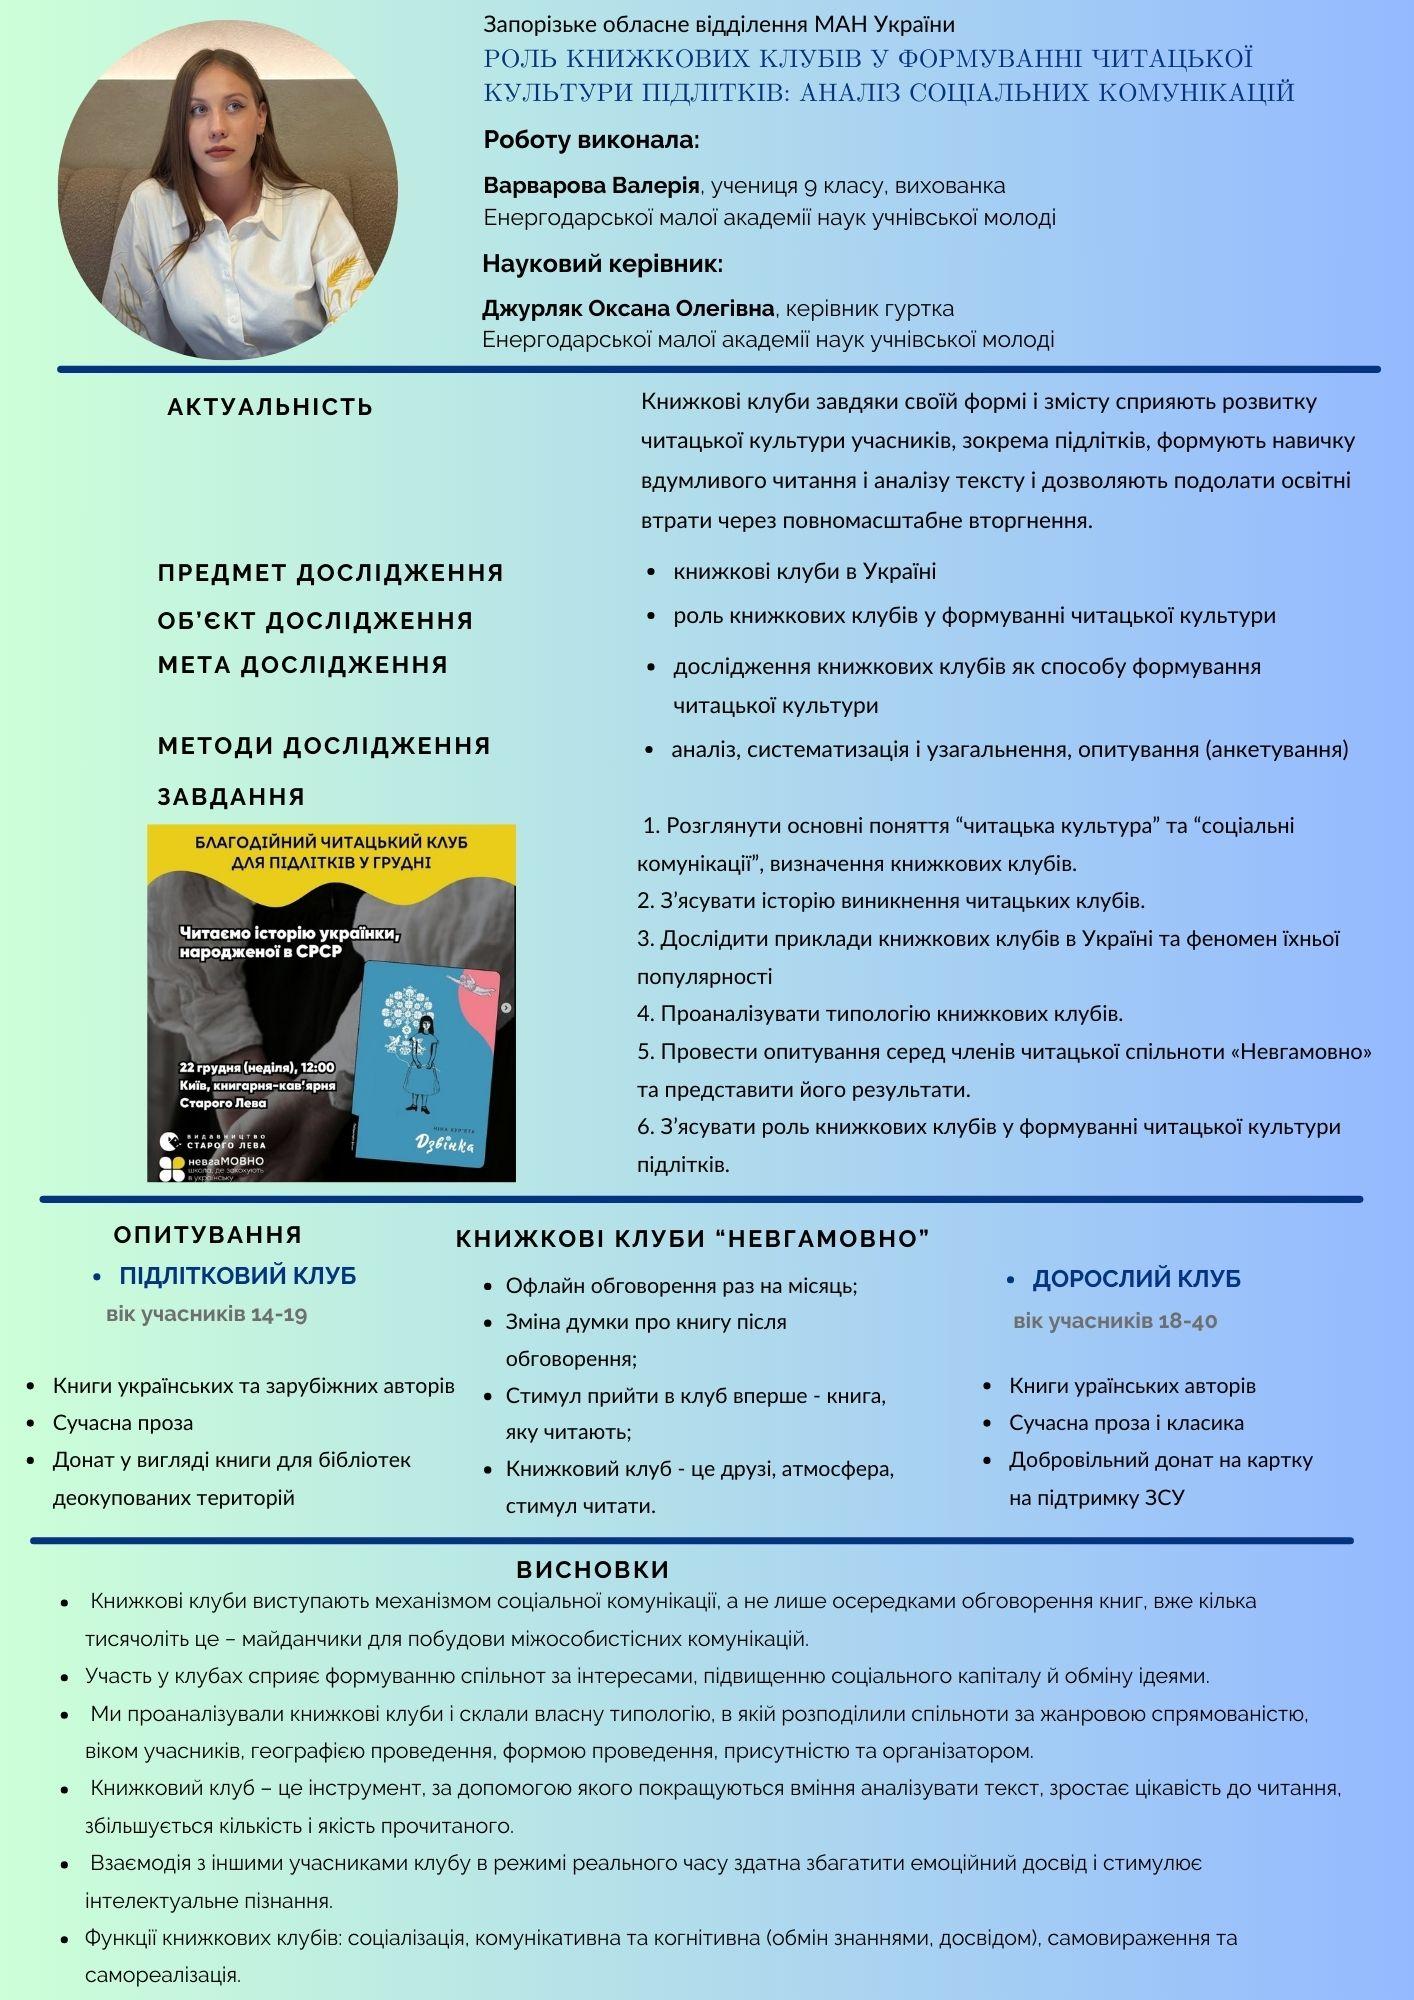 Запорізьке обласне відділення МАН України
РОЛЬ КНИЖКОВИХ КЛУБІВ У ФОРМУВАННІ ЧИТАЦЬКОЇ
КУЛЬТУРИ ПІДЛІТКІВ: АНАЛІЗ СОЦІАЛЬНИХ КОМУНІКАЦІЙ
Роботу виконала:
Варварова Валерія, учениця 9 класу, вихованка
Енергодарської малої академії наук учнівської молоді
Науковий керівник:
Джурляк Оксана Олегівна, керівник гуртка
Енергодарської малої академії наук учнівської молоді
АКТУАЛЬНІСТЬ
Книжкові клуби завдяки своїй формі і змісту сприяють розвитку
читацької культури учасників, зокрема підлітків, формують навичку
вдумливого читання і аналізу тексту і дозволяють подолати освітні
втрати через повномасштабне вторгнення.
ПРЕДМЕТ ДОСЛІДЖЕННЯ
• книжкові клуби в Україні
ОБ’ЄКТ ДОСЛІДЖЕННЯ
• роль книжкових клубів у формуванні читацької культури
МЕТА ДОСЛІДЖЕННЯ
• дослідження книжкових клубів як способу формування
читацької культури
МЕТОДИ ДОСЛІДЖЕННЯ
• аналіз, систематизація і узагальнення, опитування (анкетування)
ЗАВДАННЯ
1. Розглянути основні поняття “читацька культура” та “соціальні
комунікації”, визначення книжкових клубів.
2. З’ясувати історію виникнення читацьких клубів.
3. Дослідити приклади книжкових клубів в Україні та феномен їхньої
популярності
4. Проаналізувати типологію книжкових клубів.
5. Провести опитування серед членів читацької спільноти «Невгамовно»
та представити його результати.
6. З’ясувати роль книжкових клубів у формуванні читацької культури
підлітків.
БЛАГОДІЙНИЙ ЧИТАЦЬКИЙ КЛУБ
ДЛЯ ПІДЛІТКІВ У ГРУДНІ
Читаємо історію українки,
народженої в СРСР
22 грудня (неділя), 12:00
Київ, книгарня-кав’ярня
Старого Лева
ВИДАВНИЦТВО
СТАРОГО ЛЕВА
невгаМОВНО
школа, де закохують
в українську
НІНА КУР’ЯТА
Дзвінка
ОПИТУВАННЯ
• ПІДЛІТКОВИЙ КЛУБ
вік учасників 14-19
• Книги українських та зарубіжних авторів
• Сучасна проза
• Донат у вигляді книги для бібліотек
деокупованих територій
КНИЖКОВІ КЛУБИ “НЕВГАМОВНО”
• Офлайн обговорення раз на місяць;
• Зміна думки про книгу після
обговорення;
• Стимул прийти в клуб вперше - книга,
яку читають;
• Книжковий клуб - це друзі, атмосфера,
стимул читати.
• ДОРОСЛИЙ КЛУБ
вік учасників 18-40
• Книги ураїнських авторів
• Сучасна проза і класика
• Добровільний донат на картку
на підтримку ЗСУ
ВИСНОВКИ
• Книжкові клуби виступають механізмом соціальної комунікації, а не лише осередками обговорення книг, вже кілька
тисячоліть це – майданчики для побудови міжособистісних комунікацій.
• Участь у клубах сприяє формуванню спільнот за інтересами, підвищенню соціального капіталу й обміну ідеями.
• Ми проаналізували книжкові клуби і склали власну типологію, в якій розподілили спільноти за жанровою спрямованістю,
віком учасників, географією проведення, формою проведення, присутністю та організатором.
• Книжковий клуб – це інструмент, за допомогою якого покращуються вміння аналізувати текст, зростає цікавість до читання,
збільшується кількість і якість прочитаного.
• Взаємодія з іншими учасниками клубу в режимі реального часу здатна збагатити емоційний досвід і стимулює
інтелектуальне пізнання.
• Функції книжкових клубів: соціалізація, комунікативна та когнітивна (обмін знаннями, досвідом), самовираження та
самореалізація.